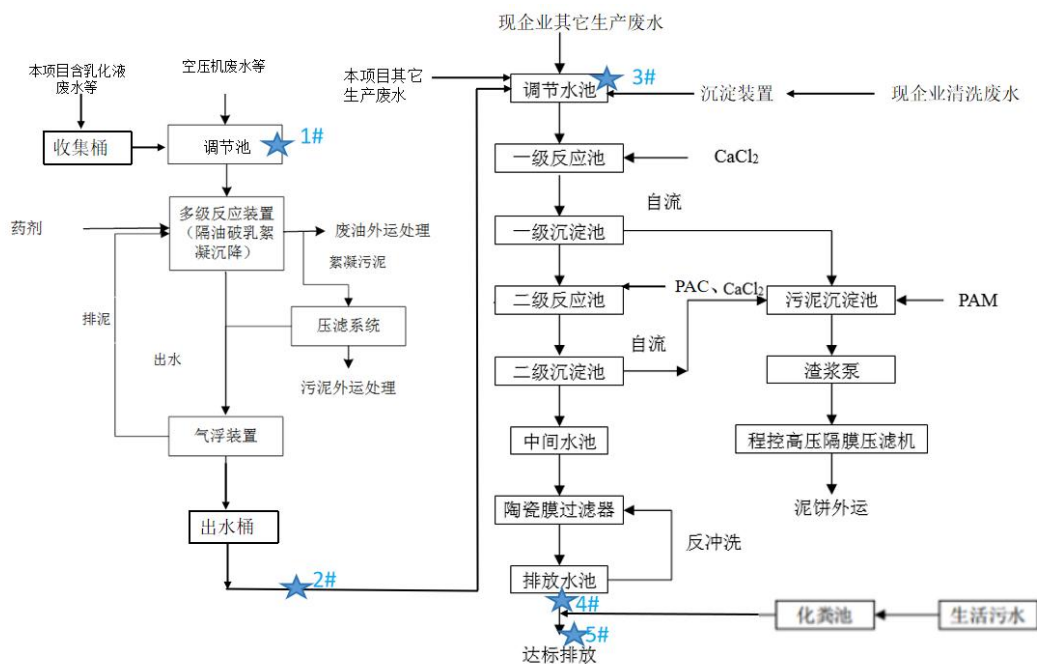 现企业其它生产废水
本项目含乳化液
废水等
空压机废水等
本项目其它
生产废水
调节水池
3#
沉淀装置
现企业清洗废水
收集桶
调节池
1#
一级反应池
CaCl₂
自流
药剂
多级反应装置
（隔油破乳絮
凝沉降）
废油外运处理
一级沉淀池
絮凝污泥
二级反应池
PAC、CaCl₂
污泥沉淀池
PAM
排泥
压滤系统
自流
出水
二级沉淀池
渣浆泵
污泥外运处理
气浮装置
中间水池
程控高压隔膜压滤机
陶瓷膜过滤器
泥饼外运
出水桶
反冲洗
2#
排放水池
4#
化粪池
生活污水
5#
达标排放